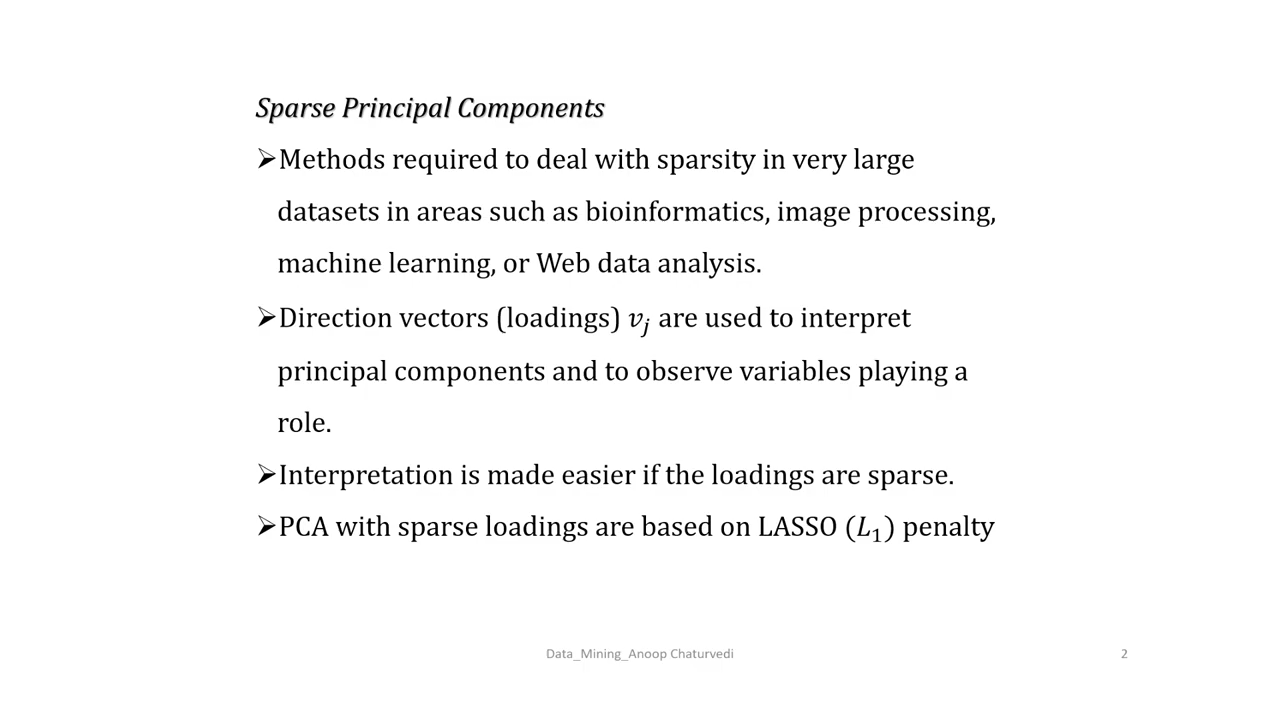 Sparse Principal Components
➢Methods required to deal with sparsity in very large
datasets in areas such as bioinformatics, image processing,
machine learning, or Web data analysis.
➢Direction vectors (loadings) 𝑣𝑗 are used to interpret
principal components and to observe variables playing a
role.
➢Interpretation is made easier if the loadings are sparse.
➢PCA with sparse loadings are based on LASSO (𝐿₁) penalty
Data_Mining_Anoop Chaturvedi
2